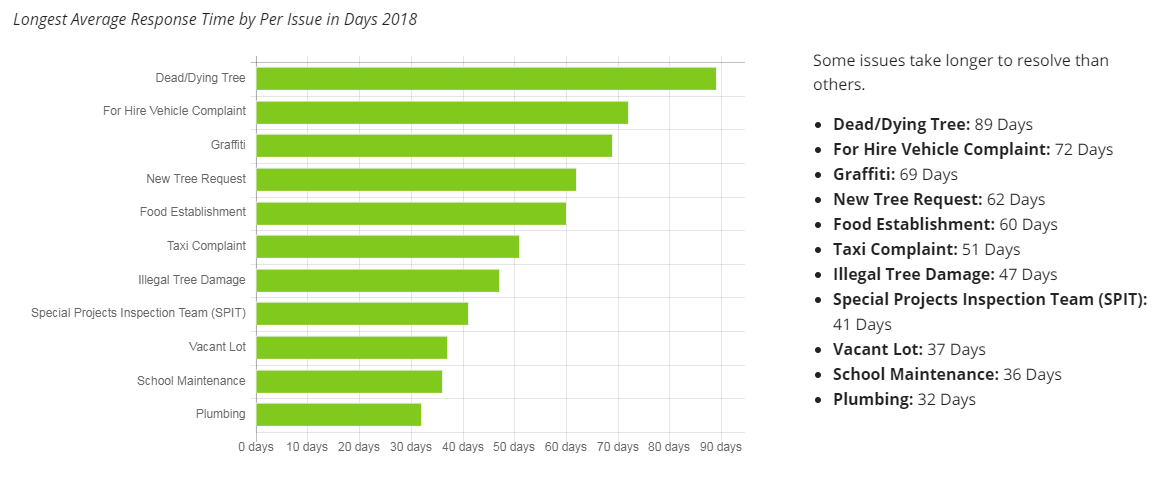 Longest Average Response Time by Per Issue in Days 2018
Dead/Dying Tree
For Hire Vehicle Complaint
Graffiti
New Tree Request
Food Establishment
Taxi Complaint
Illegal Tree Damage
Special Projects Inspection Team (SPIT)
Vacant Lot
School Maintenance
Plumbing
0 days 10 days 20 days 30 days 40 days 50 days 60 days 70 days 80 days 90 days
Some issues take longer to resolve than
others.
• Dead/Dying Tree: 89 Days
• For Hire Vehicle Complaint: 72 Days
• Graffiti: 69 Days
• New Tree Request: 62 Days
• Food Establishment: 60 Days
• Taxi Complaint: 51 Days
• Illegal Tree Damage: 47 Days
• Special Projects Inspection Team (SPIT):
41 Days
• Vacant Lot: 37 Days
• School Maintenance: 36 Days
• Plumbing: 32 Days